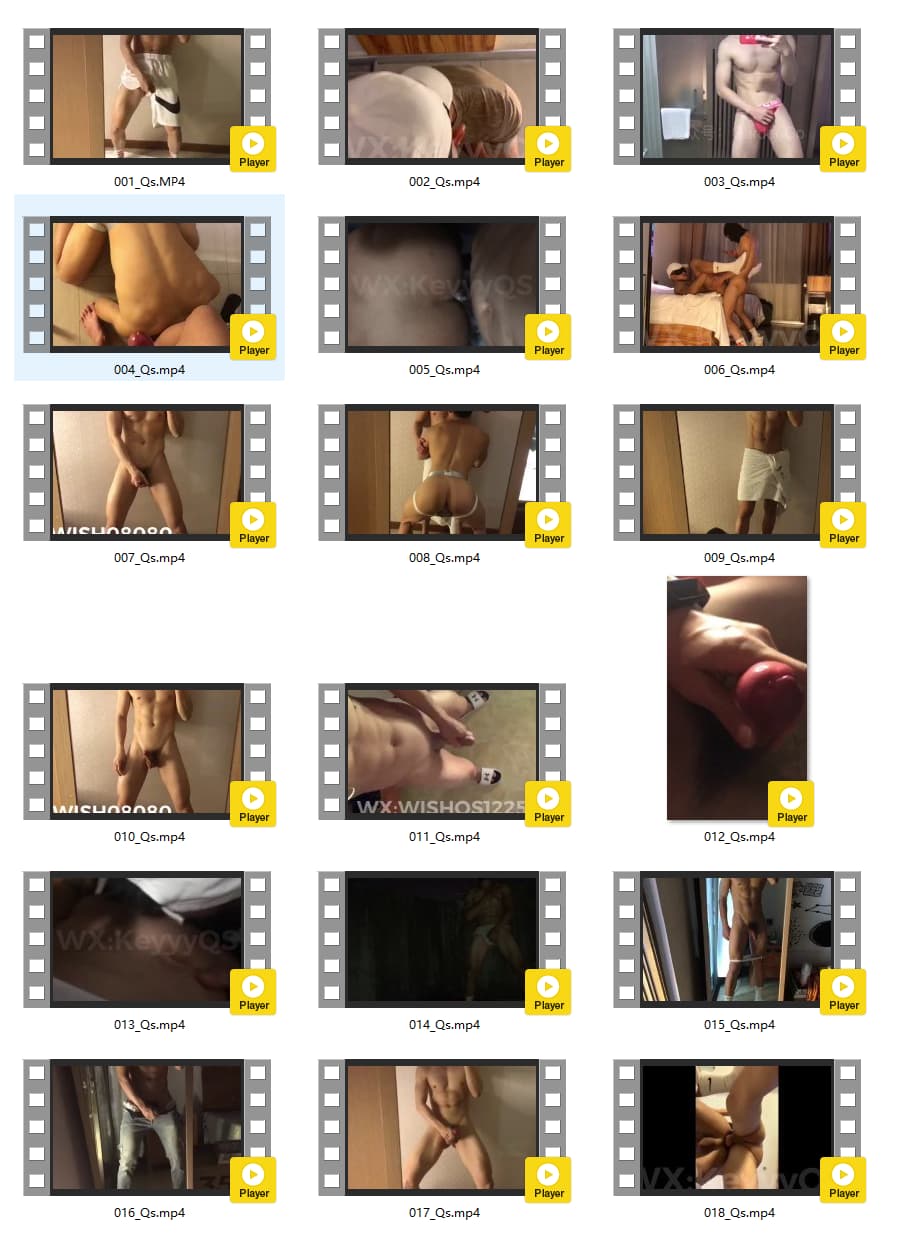 Player
Player
Player
001_Qs.MP4
002_Qs.mp4
003_Qs.mp4
WX:KeyyyQS
Player
Player
Player
004_Qs.mp4
005_Qs.mp4
006_Qs.mp4
WISH08080
Player
Player
Player
007_Qs.mp4
008_Qs.mp4
009_Qs.mp4
WISH08080
WX:WISHQS1225
Player
Player
Player
010_Qs.mp4
011_Qs.mp4
012_Qs.mp4
WX:KeyyyQS
Player
Player
Player
013_Qs.mp4
014_Qs.mp4
015_Qs.mp4
Player
Player
Player
016_Qs.mp4
017_Qs.mp4
018_Qs.mp4